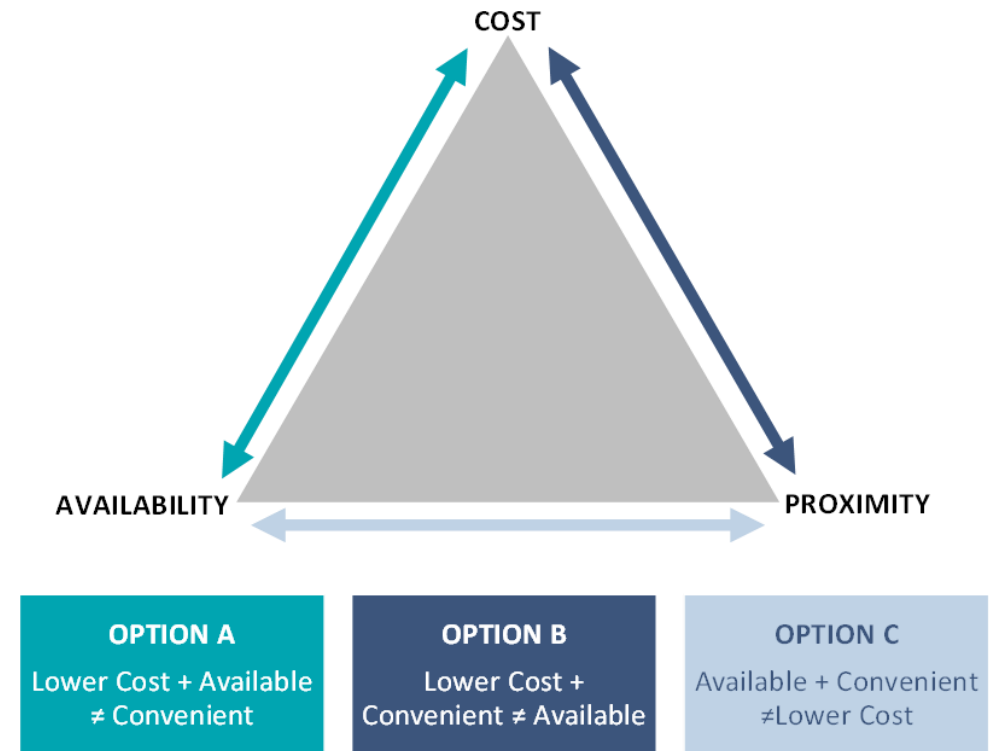 COST
AVAILABILITY
PROXIMITY
OPTION A
Lower Cost + Available
≠ Convenient
OPTION B
Lower Cost +
Convenient ≠ Available
OPTION C
Available + Convenient
≠Lower Cost